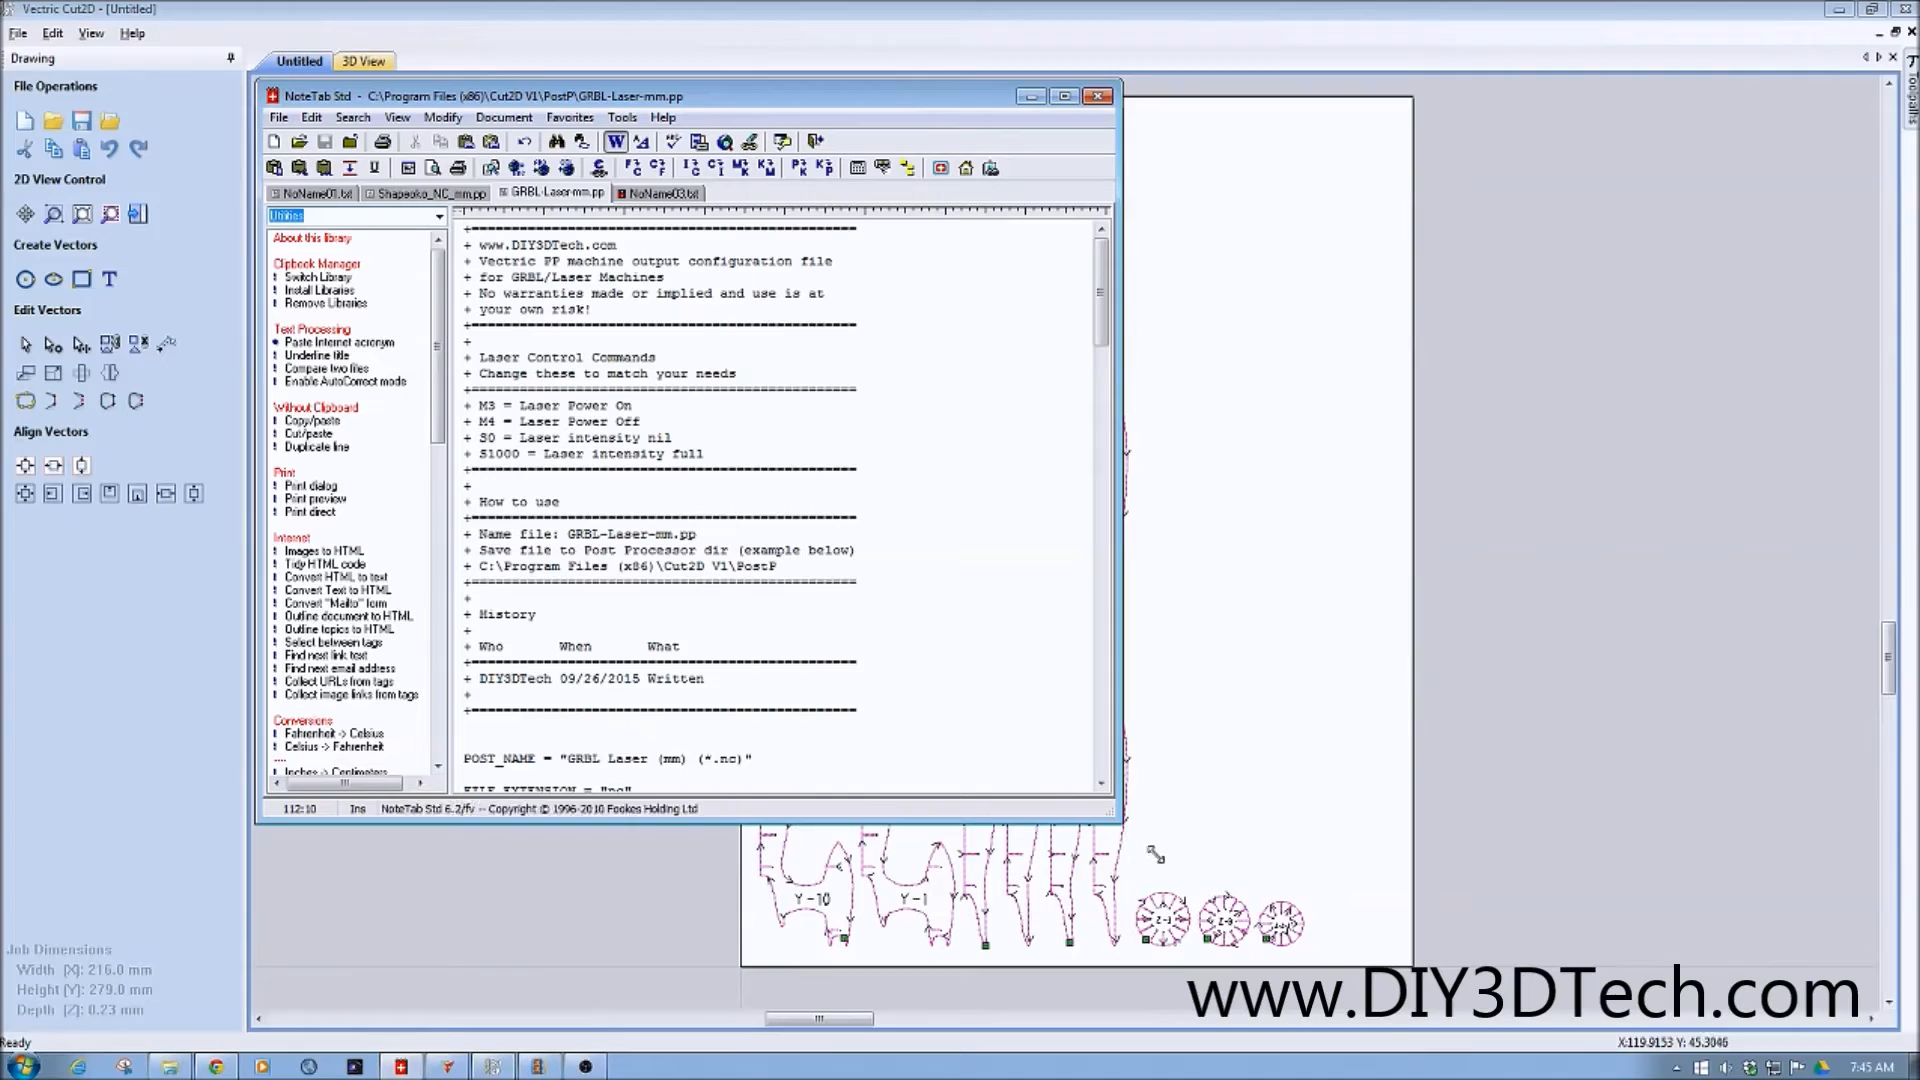 Vectric Cut2D - [Untitled]
File Edit View Help
Drawing
File Operations
2D View Control
Create Vectors
Edit Vectors
Align Vectors
Job Dimensions
Width [X]: 216.0 mm
Height [Y]: 279.0 mm
Depth [Z]: 0.23 mm
Ready
Untitled
3D View
Toolpaths
NoteTab Std - C:\Program Files (x86)\Cut2D V1\PostP\GRBL-Laser-mm.pp
File Edit Search View Modify Document Favorites Tools Help
NoName01.txt
Shapeoko_NC_mm.pp
GRBL-Laser-mm.pp
NoName03.txt
Utilities
About this library
Clipbook Manager
Switch Library
Install Libraries
Remove Libraries
Text Processing
Paste Internet acronym
Underline title
Compare two files
Enable AutoCorrect mode
Without Clipboard
Copy/paste
Cut/paste
Duplicate line
Print
Print dialog
Print preview
Print direct
Internet
Images to HTML
Tidy HTML code
Convert HTML to text
Convert Text to HTML
Convert "Mailto" form
Outline document to HTML
Outline topics to HTML
Select between tags
Find next link text
Find next email address
Collect URLs from tags
Collect image links from tags
Conversions
Fahrenheit -> Celsius
Celsius -> Fahrenheit
----
Inches -> Centimeters
+================================================
+ www.DIY3DTech.com
+ Vectric PP machine output configuration file
+ for GRBL/Laser Machines
+ No warranties made or implied and use is at
+ your own risk!
+================================================
+
+ Laser Control Commands
+ Change these to match your needs
+================================================
+ M3 = Laser Power On
+ M4 = Laser Power Off
+ S0 = Laser intensity nil
+ S1000 = Laser intensity full
+================================================
+
+ How to use
+================================================
+ Name file: GRBL-Laser-mm.pp
+ Save file to Post Processor dir (example below)
+ C:\Program Files (x86)\Cut2D V1\PostP
+================================================
+
+ History
+
+ Who When What
+================================================
+ DIY3DTech 09/26/2015 Written
+
+================================================
POST_NAME = "GRBL Laser (mm) (*.nc)"
FILE_EXTENSION = "nc"
112:10 Ins NoteTab Std 6.2/fv -- Copyright © 1996-2010 Fookes Holding Ltd
Y-10
Y-1
www.DIY3DTech.com
X:119.9153 Y: 45.3046
7:45 AM